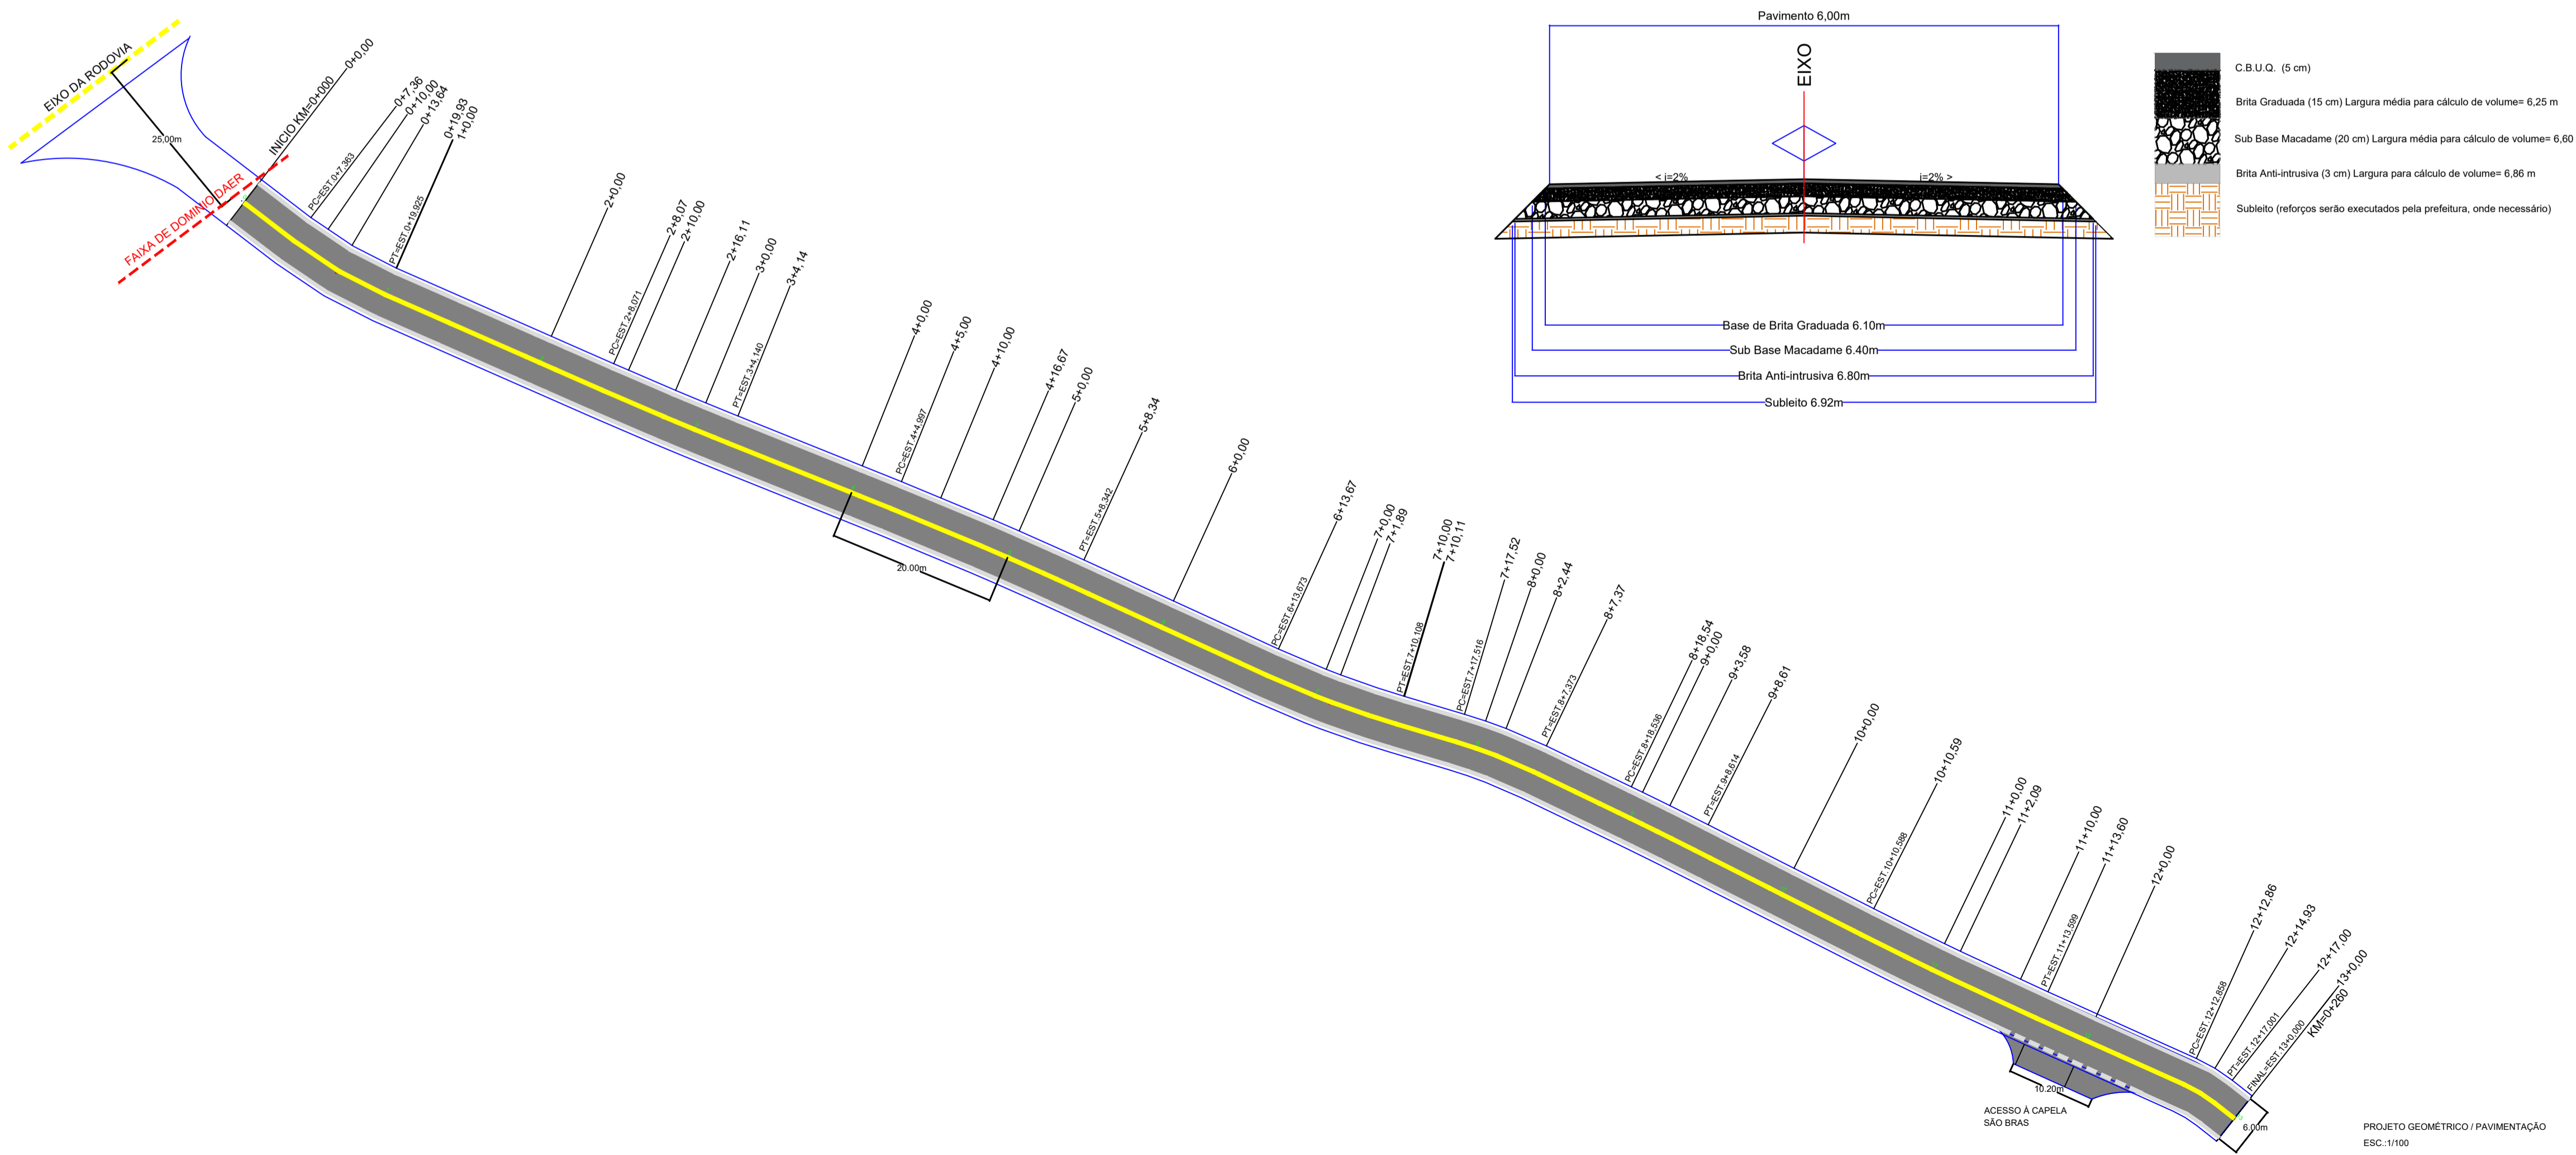 EIXO DA RODOVIA
25,00m
FAIXA DE DOMINIO DAER
INICIO KM=0+000
0+0,00
PC=EST.0+7,363
0+7,36
0+10,00
0+13,64
PT=EST.0+19,925
0+19,93
1+0,00
2+0,00
PC=EST.2+8,071
2+8,07
2+10,00
2+16,11
3+0,00
PT=EST.3+4,140
3+4,14
4+0,00
PC=EST.4+4,997
4+5,00
4+10,00
4+16,67
5+0,00
20.00m
PT=EST.5+8,342
5+8,34
6+0,00
PC=EST.6+13,673
6+13,67
7+0,00
7+1,89
PT=EST.7+10,108
7+10,00
7+10,11
PC=EST.7+17,516
7+17,52
8+0,00
8+2,44
PT=EST.8+7,373
8+7,37
PC=EST.8+18,536
8+18,54
9+0,00
9+3,58
PT=EST.9+8,614
9+8,61
10+0,00
PC=EST.10+10,588
10+10,59
11+0,00
11+2,09
11+10,00
PT=EST.11+13,599
11+13,60
12+0,00
PC=EST.12+12,858
12+12,86
12+14,93
PT=EST.12+17,001
12+17,00
FINAL=EST.13+0,000
13+0,00
KM=0+260
10.20m
ACESSO À CAPELA
SÃO BRAS
6.00m
Pavimento 6,00m
EIXO
< i=2%
i=2% >
Base de Brita Graduada 6.10m
Sub Base Macadame 6.40m
Brita Anti-intrusiva 6.80m
Subleito 6.92m
C.B.U.Q. (5 cm)
Brita Graduada (15 cm) Largura média para cálculo de volume= 6,25 m
Sub Base Macadame (20 cm) Largura média para cálculo de volume= 6,60
Brita Anti-intrusiva (3 cm) Largura para cálculo de volume= 6,86 m
Subleito (reforços serão executados pela prefeitura, onde necessário)
PROJETO GEOMÉTRICO / PAVIMENTAÇÃO
ESC.:1/100